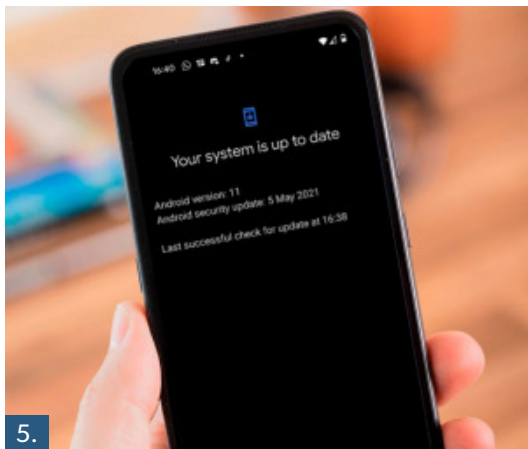 16:40
Your system is up to date
Android version: 11
Android security update: 5 May 2021
Last successful check for update at 16:38
5.